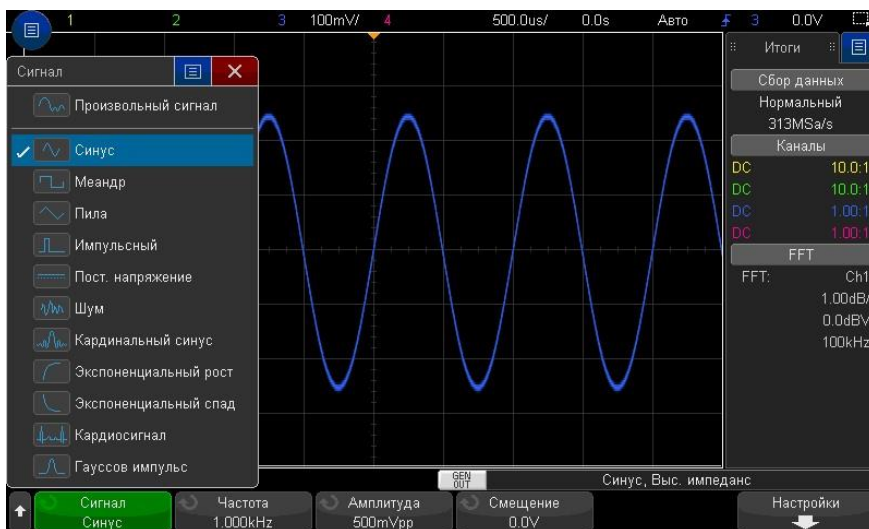 1 2 3 100mV/ 4 500.0us/ 0.0s Авто 3 0.0V
Сигнал
Произвольный сигнал
Синус
Меандр
Пила
Импульсный
Пост. напряжение
Шум
Кардинальный синус
Экспоненциальный рост
Экспоненциальный спад
Кардиосигнал
Гауссов импульс
Итоги
Сбор данных
Нормальный
313MSa/s
Каналы
DC 10.0:1
DC 10.0:1
DC 1.00:1
DC 1.00:1
FFT
FFT: Ch1
1.00dB/
0.0dBV
100kHz
GEN OUT
Синус, Выс. импеданс
Сигнал
Синус
Частота
1.000kHz
Амплитуда
500mVpp
Смещение
0.0V
Настройки